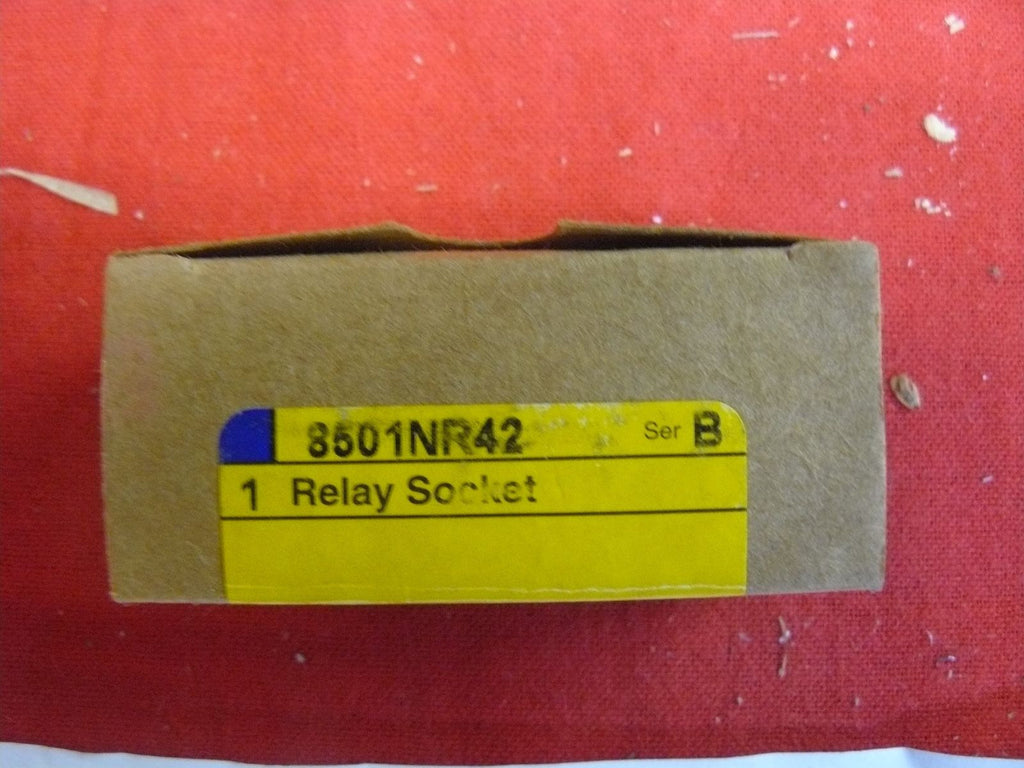 8501NR42 Ser B
1 Relay Socket